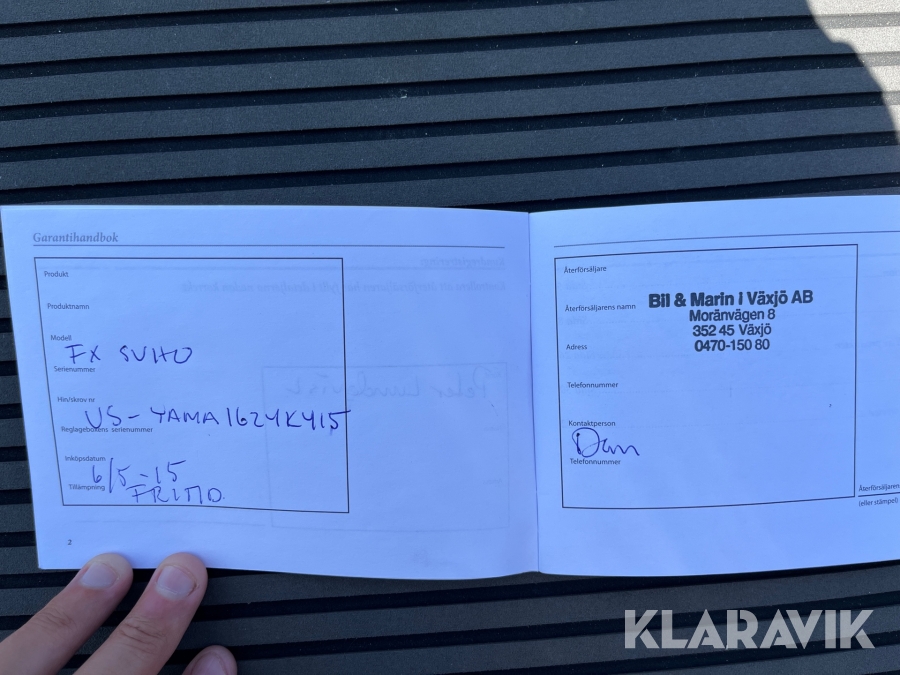 Garantihandbok
Produkt
Produktnamn
Modell
FX SVHO
Serienummer
Hin/skrov nr
US-YAMA1624K415
Reglageboxens serienummer
Inköpsdatum
6/5-15
Tillämpning
FRITID.
2
Återförsäljare
Återförsäljarens namn
Bil & Marin i Växjö AB
Moränvägen 8
Adress
352 45 Växjö
0470-150 80
Telefonnummer
Kontaktperson
Dan
Telefonnummer
Återförsäljarens
(eller stämpel)
KLARAVIK